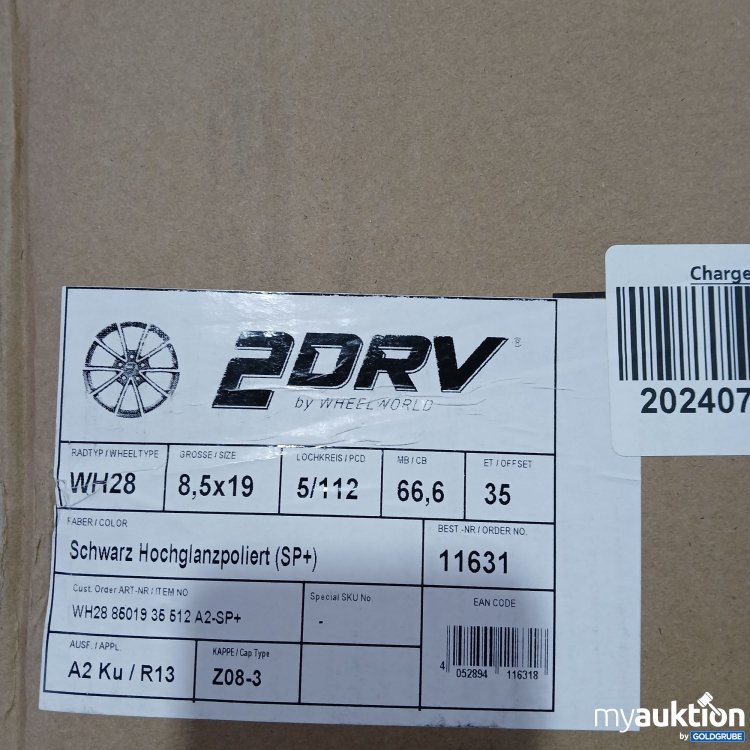 Charge
202407
2DRV®
by WHEELWORLD
RADTYP / WHEELTYPE
WH28
GROSSE / SIZE
8,5x19
LOCHKREIS / PCD
5/112
MB / CB
66,6
ET / OFFSET
35
FABER / COLOR
Schwarz Hochglanzpoliert (SP+)
BEST.-NR / ORDER NO.
11631
Cust. Order ART-NR / ITEM NO
WH28 85019 35 512 A2-SP+
Special SKU No.
-
EAN CODE
4 052894 116318
AUSF. / APPL.
A2 Ku / R13
KAPPE / Cap Type
Z08-3
myauktion
by GOLDGRUBE